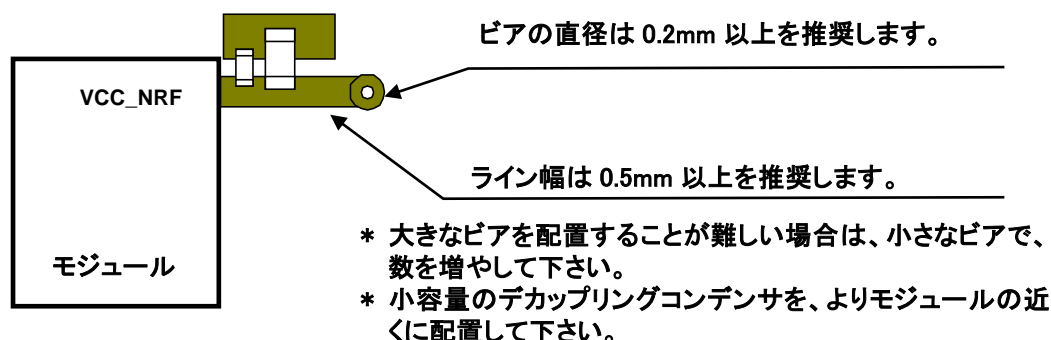 ビアの直径は 0.2mm 以上を推奨します。
VCC_NRF
ライン幅は 0.5mm 以上を推奨します。
モジュール
* 大きなビアを配置することが難しい場合は、小さなビアで、
数を増やして下さい。
* 小容量のデカップリングコンデンサを、よりモジュールの近
くに配置して下さい。